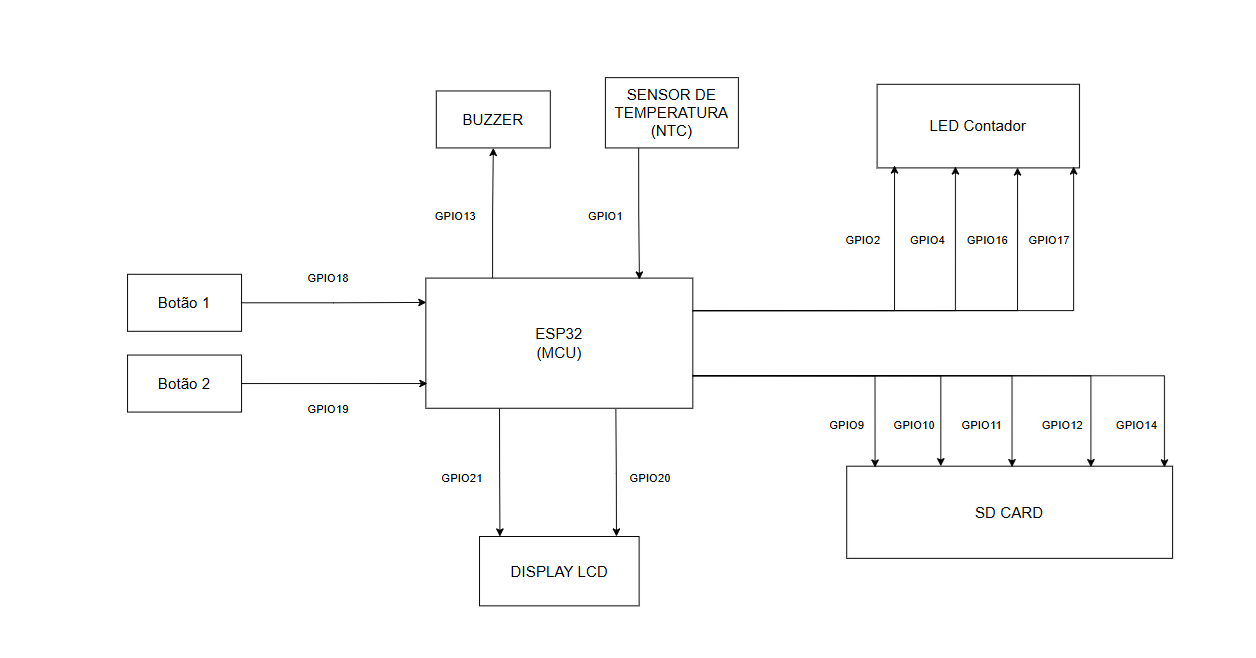 BUZZER
SENSOR DE
TEMPERATURA
(NTC)
LED Contador
GPIO13
GPIO1
GPIO2
GPIO4
GPIO16
GPIO17
GPIO18
Botão 1
ESP32
(MCU)
Botão 2
GPIO19
GPIO9
GPIO10
GPIO11
GPIO12
GPIO14
GPIO21
GPIO20
SD CARD
DISPLAY LCD